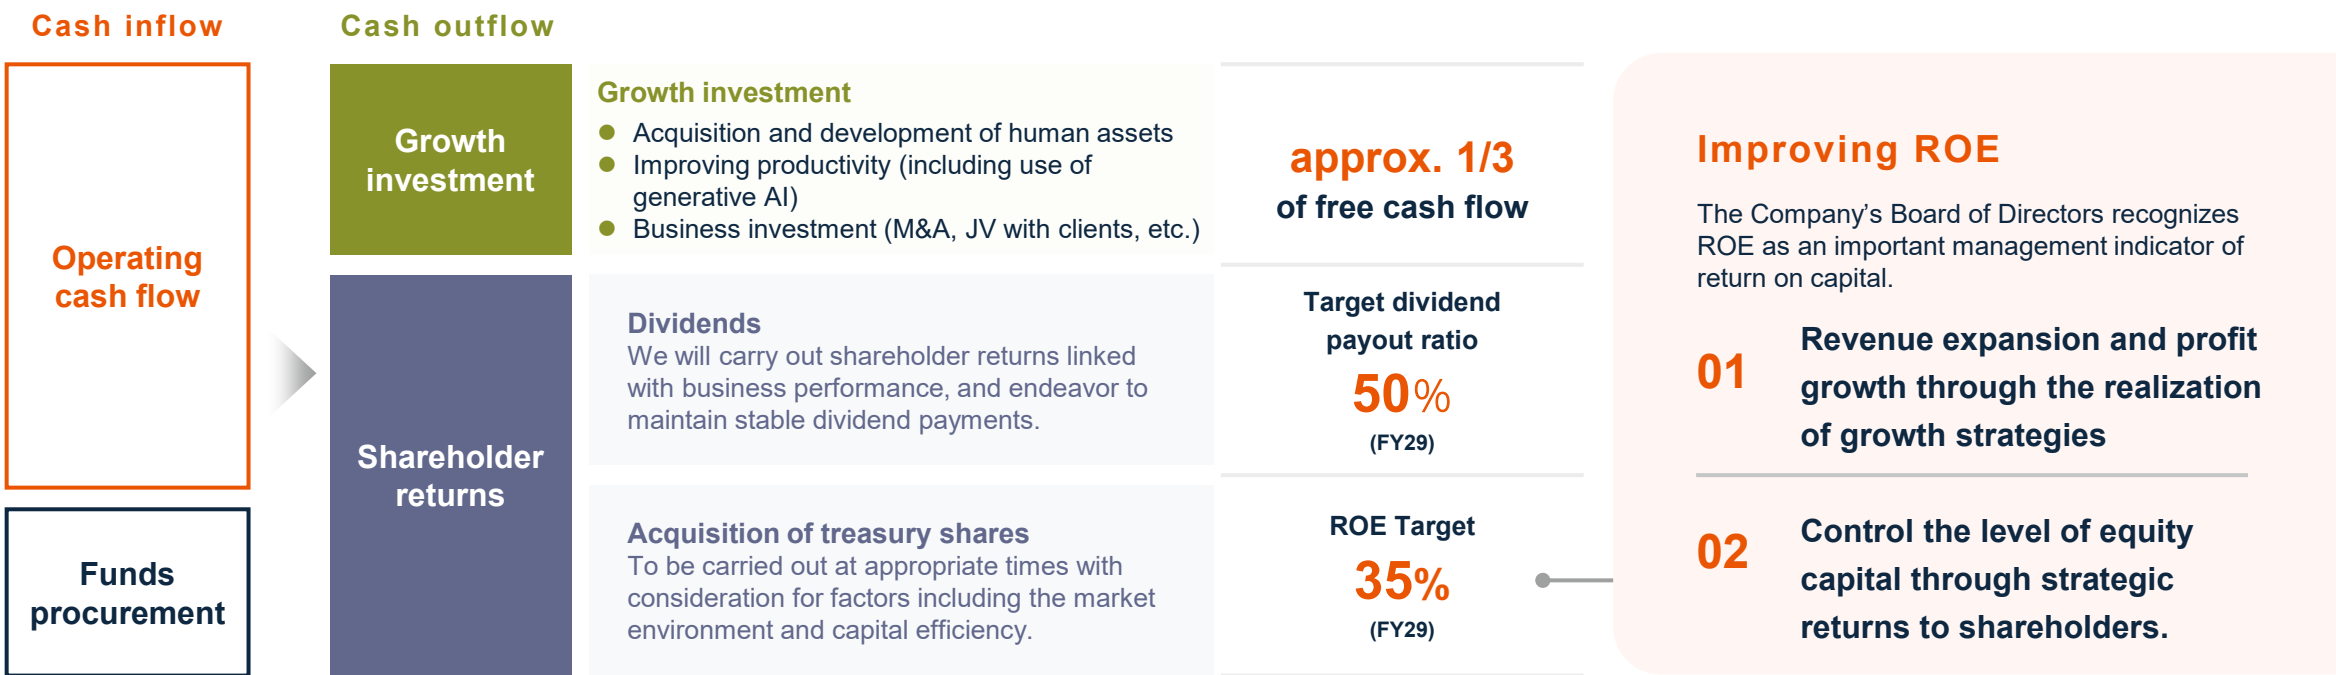 Cash inflow
Operating
cash flow
Funds
procurement
Cash outflow
Growth
investment
Growth investment
● Acquisition and development of human assets
● Improving productivity (including use of
generative AI)
● Business investment (M&A, JV with clients, etc.)
approx. 1/3
of free cash flow
Shareholder
returns
Dividends
We will carry out shareholder returns linked
with business performance, and endeavor to
maintain stable dividend payments.
Target dividend
payout ratio
50%
(FY29)
Acquisition of treasury shares
To be carried out at appropriate times with
consideration for factors including the market
environment and capital efficiency.
ROE Target
35%
(FY29)
Improving ROE
The Company’s Board of Directors recognizes
ROE as an important management indicator of
return on capital.
01
Revenue expansion and profit
growth through the realization
of growth strategies
02
Control the level of equity
capital through strategic
returns to shareholders.